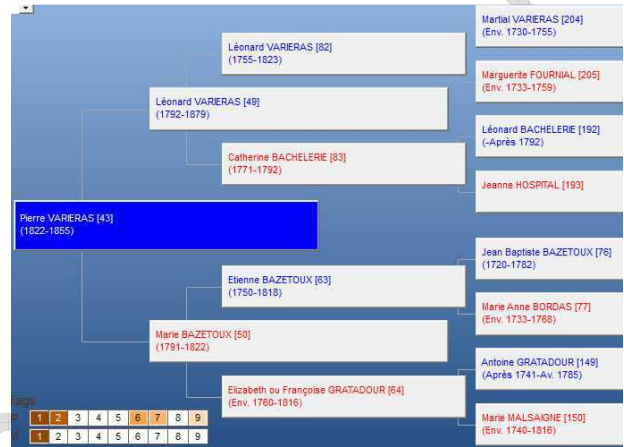 Martial VARIERAS [204]
(Env. 1730-1755)
Léonard VARIERAS [82]
(1755-1823)
Marguerite FOURNIAL [205]
(Env. 1733-1759)
Léonard VARIERAS [49]
(1792-1879)
Léonard BACHELERIE [192]
(-Après 1792)
Catherine BACHELERIE [83]
(1771-1792)
Jeanne HOSPITAL [193]
Pierre VARIERAS [43]
(1822-1855)
Jean Baptiste BAZETOUX [76]
(1720-1782)
Etienne BAZETOUX [63]
(1750-1818)
Marie Anne BORDAS [77]
(Env. 1733-1768)
Marie BAZETOUX [50]
(1791-1822)
Antoine GRATADOUR [149]
(Après 1741-Av. 1785)
Elizabeth ou Françoise GRATADOUR [64]
(Env. 1760-1816)
Marie MALSAIGNE [150]
(Env. 1740-1816)
Tags
P 1 2 3 4 5 6 7 8 9
M 1 2 3 4 5 6 7 8 9